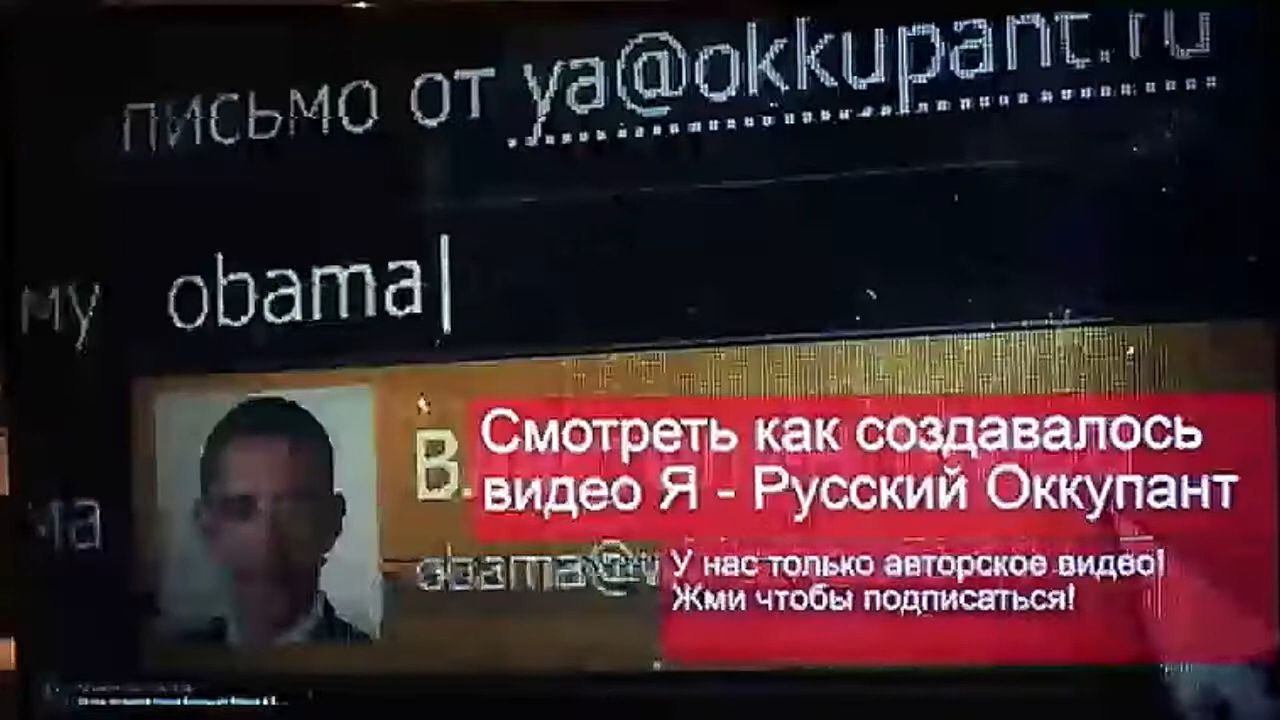 письмо от ya@okkupant.ru
му obama
В.
Смотреть как создавалось
видео Я - Русский Оккупант
ма
obama@w
У нас только авторское видео!
Жми чтобы подписаться!